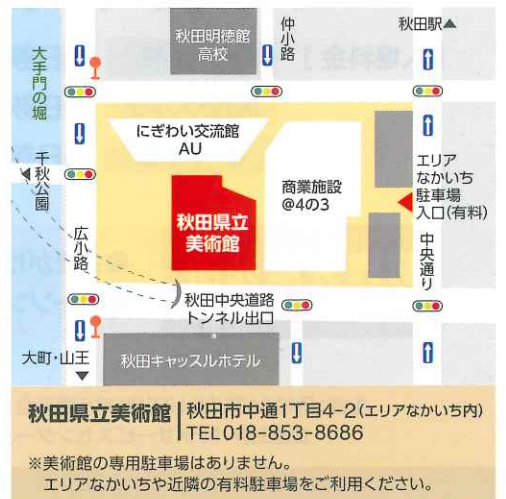 秋田駅▲
仲小路
秋田明徳館
高校
大手門の堀
にぎわい交流館
AU
エリア
なかいち
駐車場
入口(有料)
◀千秋公園
商業施設
@4の3
秋田県立
美術館
広小路
中央通り
秋田中央道路
トンネル出口
大町・山王
▼
秋田キャッスルホテル
秋田県立美術館
秋田市中通1丁目4-2(エリアなかいち内)
TEL018-853-8686
※美術館の専用駐車場はありません。
エリアなかいちや近隣の有料駐車場をご利用ください。